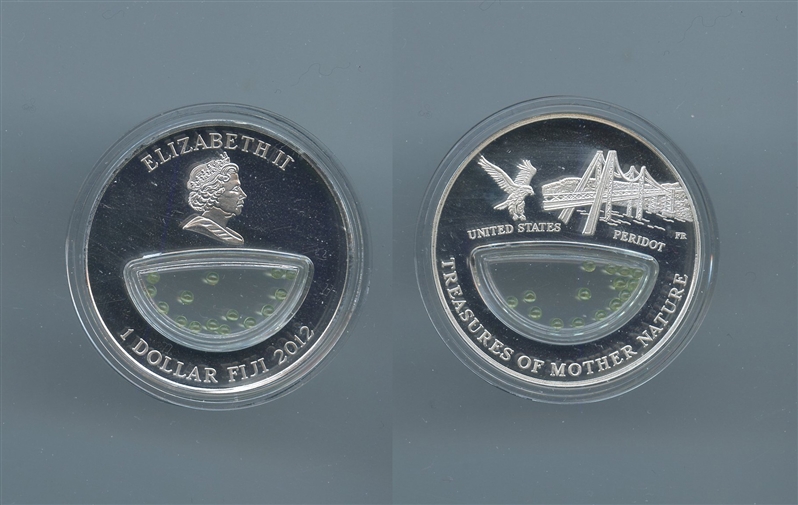 ELIZABETH II
1 DOLLAR FIJI 2012
UNITED STATES
PERIDOT
PR
TREASURES OF MOTHER NATURE